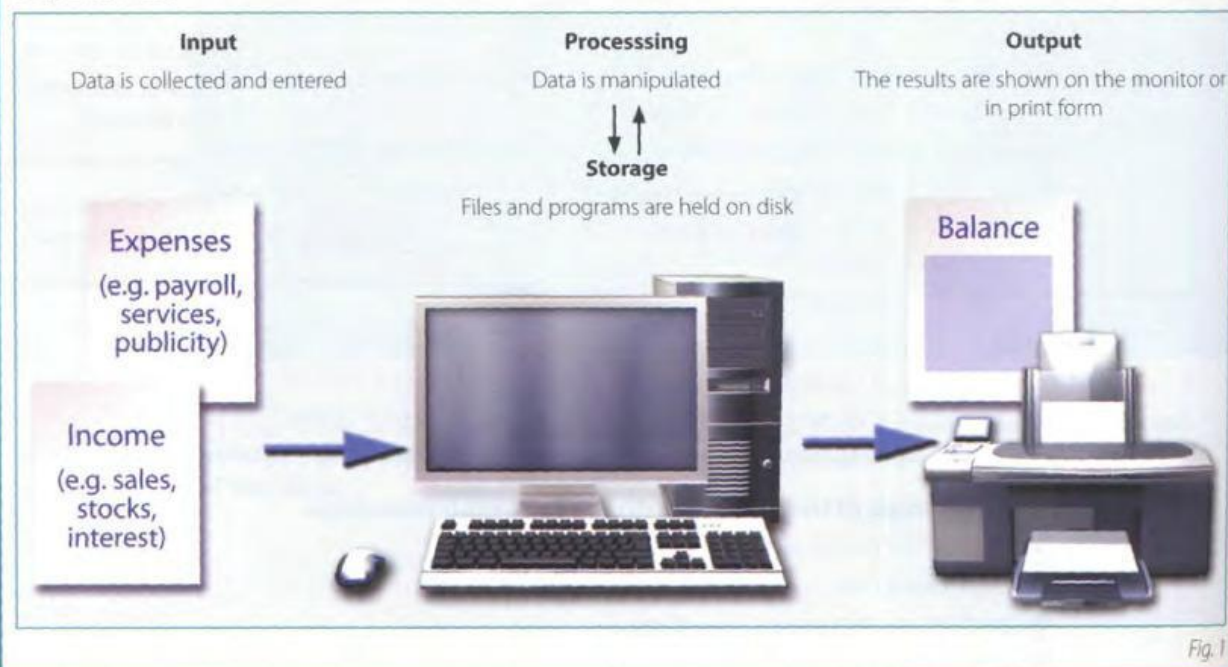 Input
Data is collected and entered
Processsing
Data is manipulated
Storage
Files and programs are held on disk
Output
The results are shown on the monitor or
in print form
Expenses
(e.g. payroll,
services,
publicity)
Income
(e.g. sales,
stocks,
interest)
Balance
Fig. 1